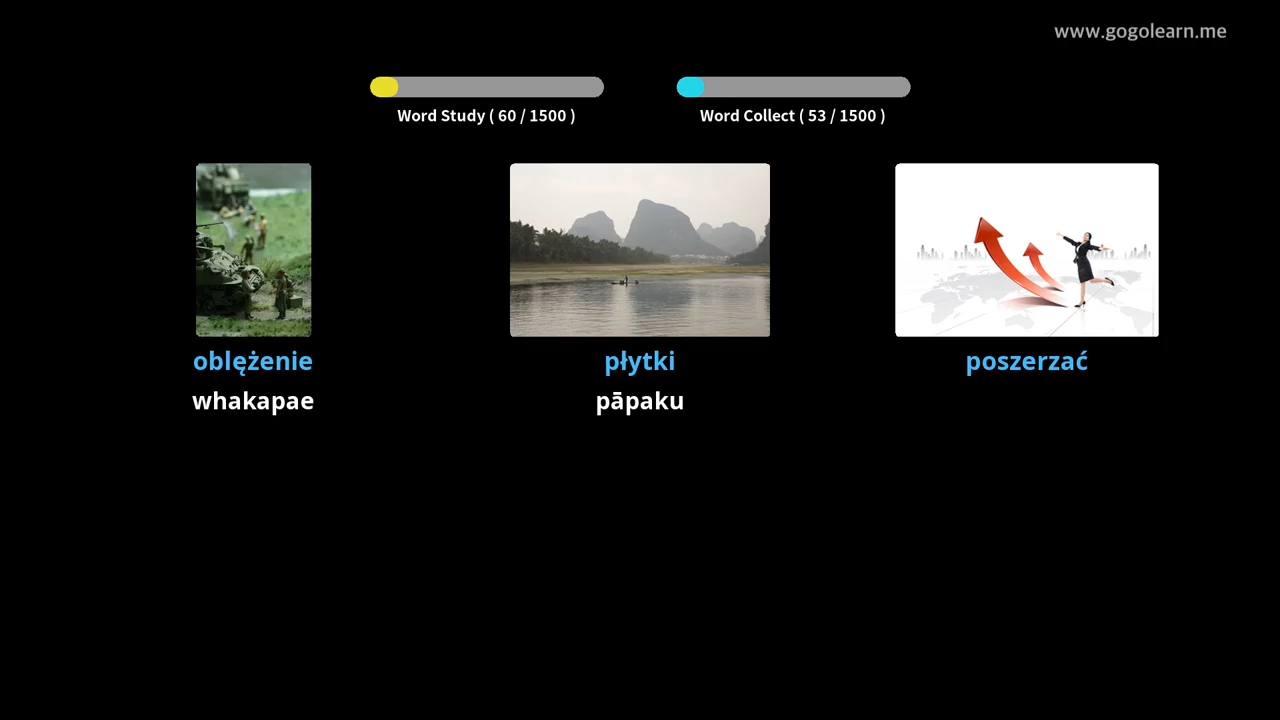 www.gogolearn.me
Word Study ( 60 / 1500 )
Word Collect ( 53 / 1500 )
oblężenie
płytki
poszerzać
whakapae
pāpaku